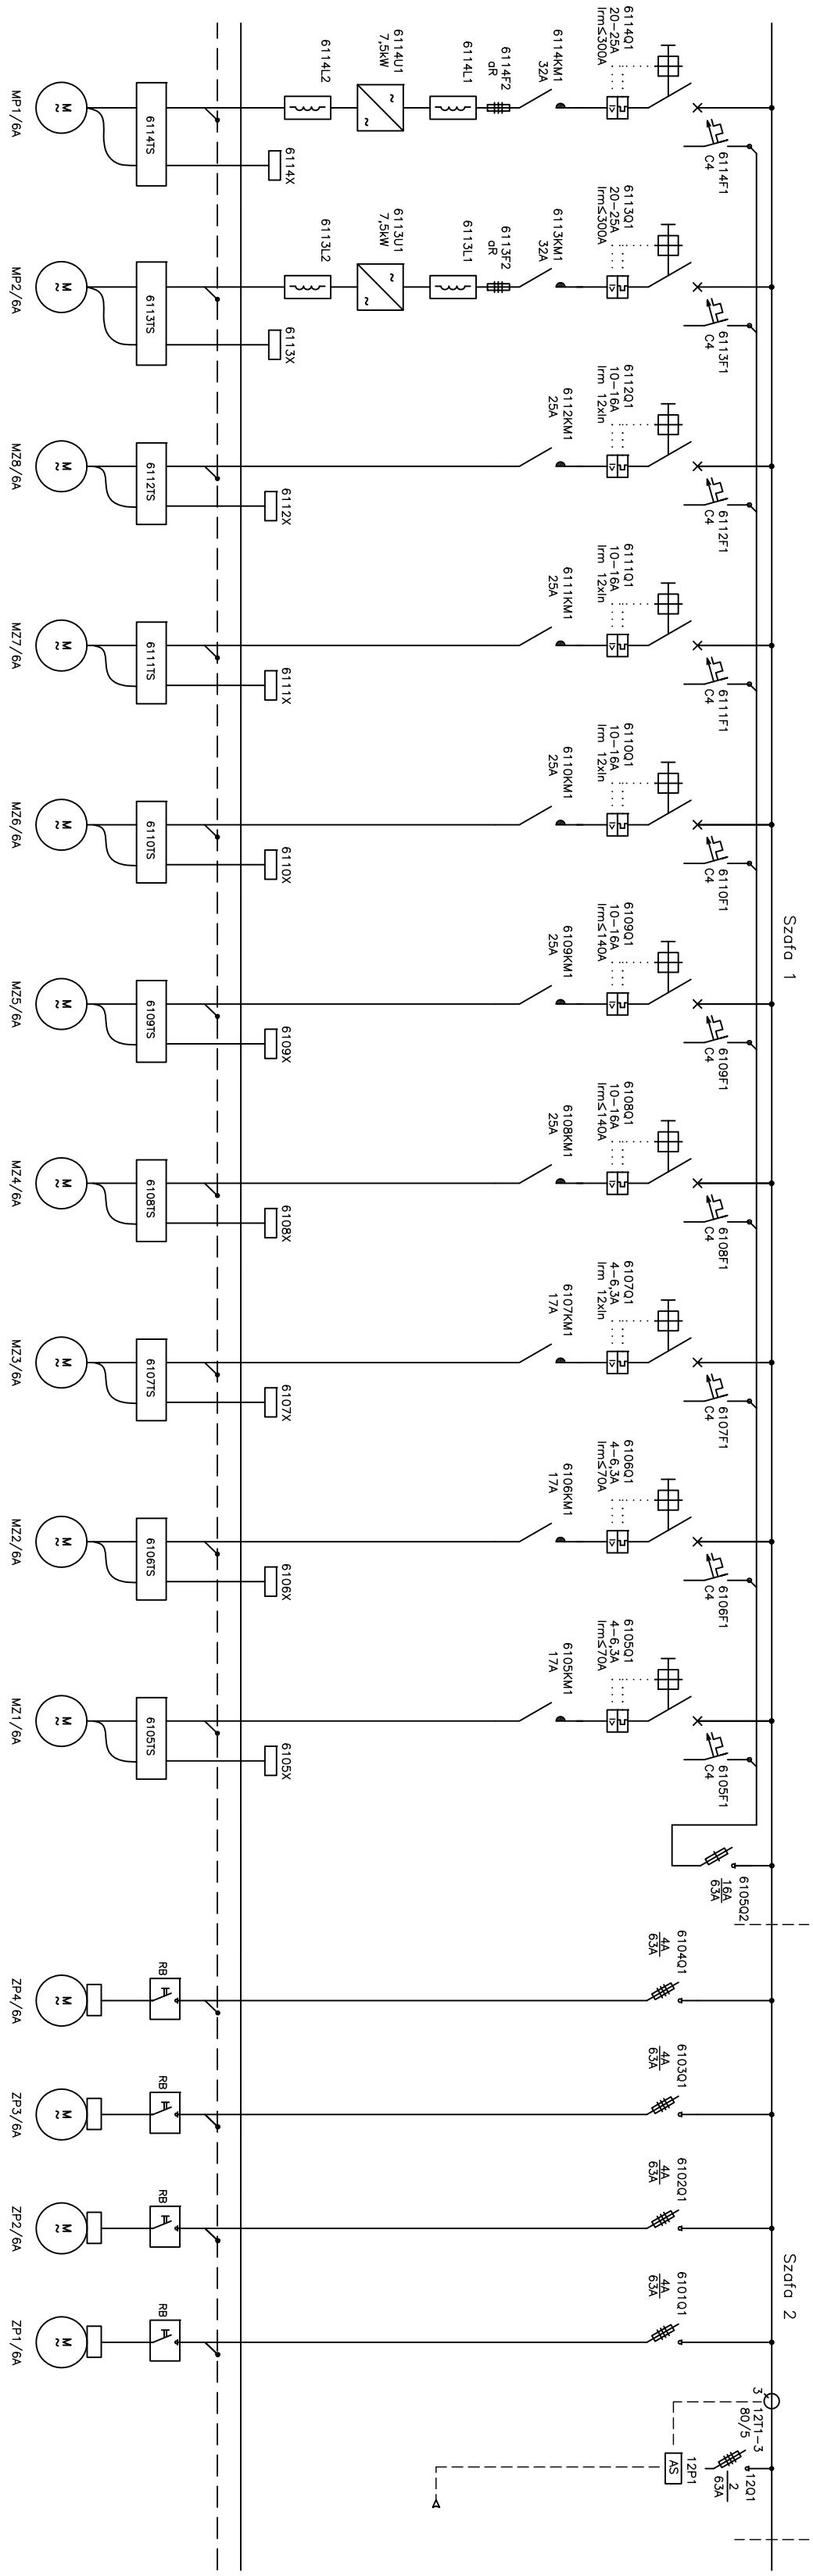 Szafa 1
Szafa 2
6114Q1
20-25A
Irm≤300A
6114F1
C4
6114KM1
32A
6114F2
aR
6114L1
6114U1
7,5kW
~
~
6114L2
6114X
6114TS
M
~
MP1/6A
6113Q1
20-25A
Irm≤300A
6113F1
C4
6113KM1
32A
6113F2
aR
6113L1
6113U1
7,5kW
~
~
6113L2
6113X
6113TS
M
~
MP2/6A
6112Q1
10-16A
Irm 12xIn
6112F1
C4
6112KM1
25A
6112X
6112TS
M
~
MZ8/6A
6111Q1
10-16A
Irm 12xIn
6111F1
C4
6111KM1
25A
6111X
6111TS
M
~
MZ7/6A
6110Q1
10-16A
Irm 12xIn
6110F1
C4
6110KM1
25A
6110X
6110TS
M
~
MZ6/6A
6109Q1
10-16A
Irm≤140A
6109F1
C4
6109KM1
25A
6109X
6109TS
M
~
MZ5/6A
6108Q1
10-16A
Irm≤140A
6108F1
C4
6108KM1
25A
6108X
6108TS
M
~
MZ4/6A
6107Q1
4-6,3A
Irm 12xIn
6107F1
C4
6107KM1
17A
6107X
6107TS
M
~
MZ3/6A
6106Q1
4-6,3A
Irm≤70A
6106F1
C4
6106KM1
17A
6106X
6106TS
M
~
MZ2/6A
6105Q1
4-6,3A
Irm≤70A
6105F1
C4
6105KM1
17A
6105X
6105TS
M
~
MZ1/6A
6105Q2
16A
63A
6104Q1
4A
63A
RB
M
~
ZP4/6A
6103Q1
4A
63A
RB
M
~
ZP3/6A
6102Q1
4A
63A
RB
M
~
ZP2/6A
6101Q1
4A
63A
RB
M
~
ZP1/6A
3
12T1-3
80/5
12Q1
2
63A
12P1
AS